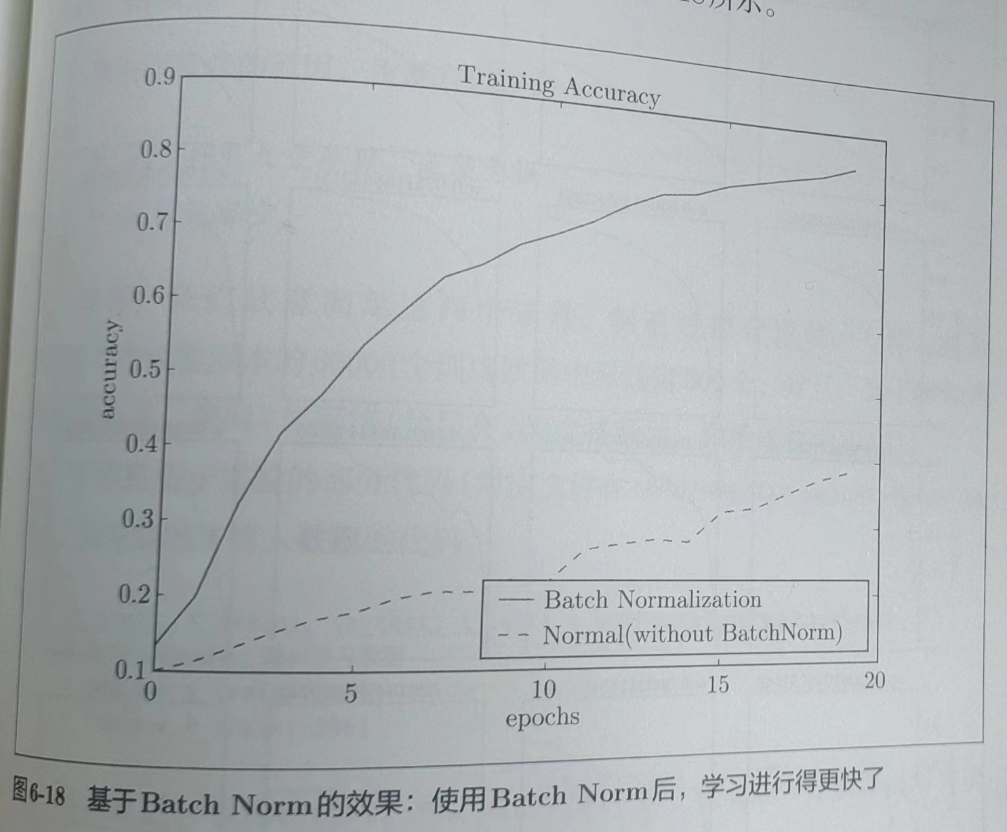 所示。
Training Accuracy
0.9
0.8
0.7
0.6
0.5
0.4
0.3
0.2
0.1
accuracy
Batch Normalization
Normal(without BatchNorm)
0 5 10 15 20
epochs
图6-18 基于Batch Norm的效果：使用Batch Norm后，学习进行得更快了